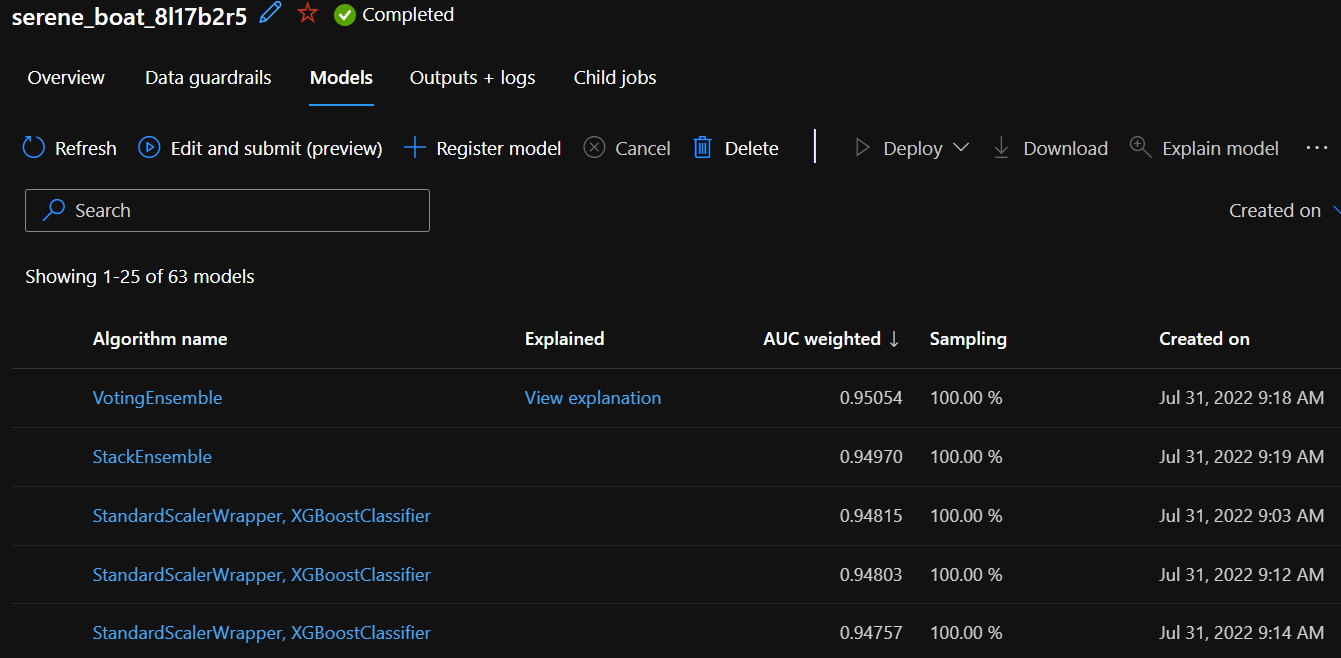 serene_boat_8l17b2r5 Completed
Overview Data guardrails Models Outputs + logs Child jobs
Refresh Edit and submit (preview) Register model Cancel Delete Deploy Download Explain model ...
Search Created on
Showing 1-25 of 63 models
Algorithm name Explained AUC weighted ↓ Sampling Created on
VotingEnsemble View explanation 0.95054 100.00 % Jul 31, 2022 9:18 AM
StackEnsemble 0.94970 100.00 % Jul 31, 2022 9:19 AM
StandardScalerWrapper, XGBoostClassifier 0.94815 100.00 % Jul 31, 2022 9:03 AM
StandardScalerWrapper, XGBoostClassifier 0.94803 100.00 % Jul 31, 2022 9:12 AM
StandardScalerWrapper, XGBoostClassifier 0.94757 100.00 % Jul 31, 2022 9:14 AM